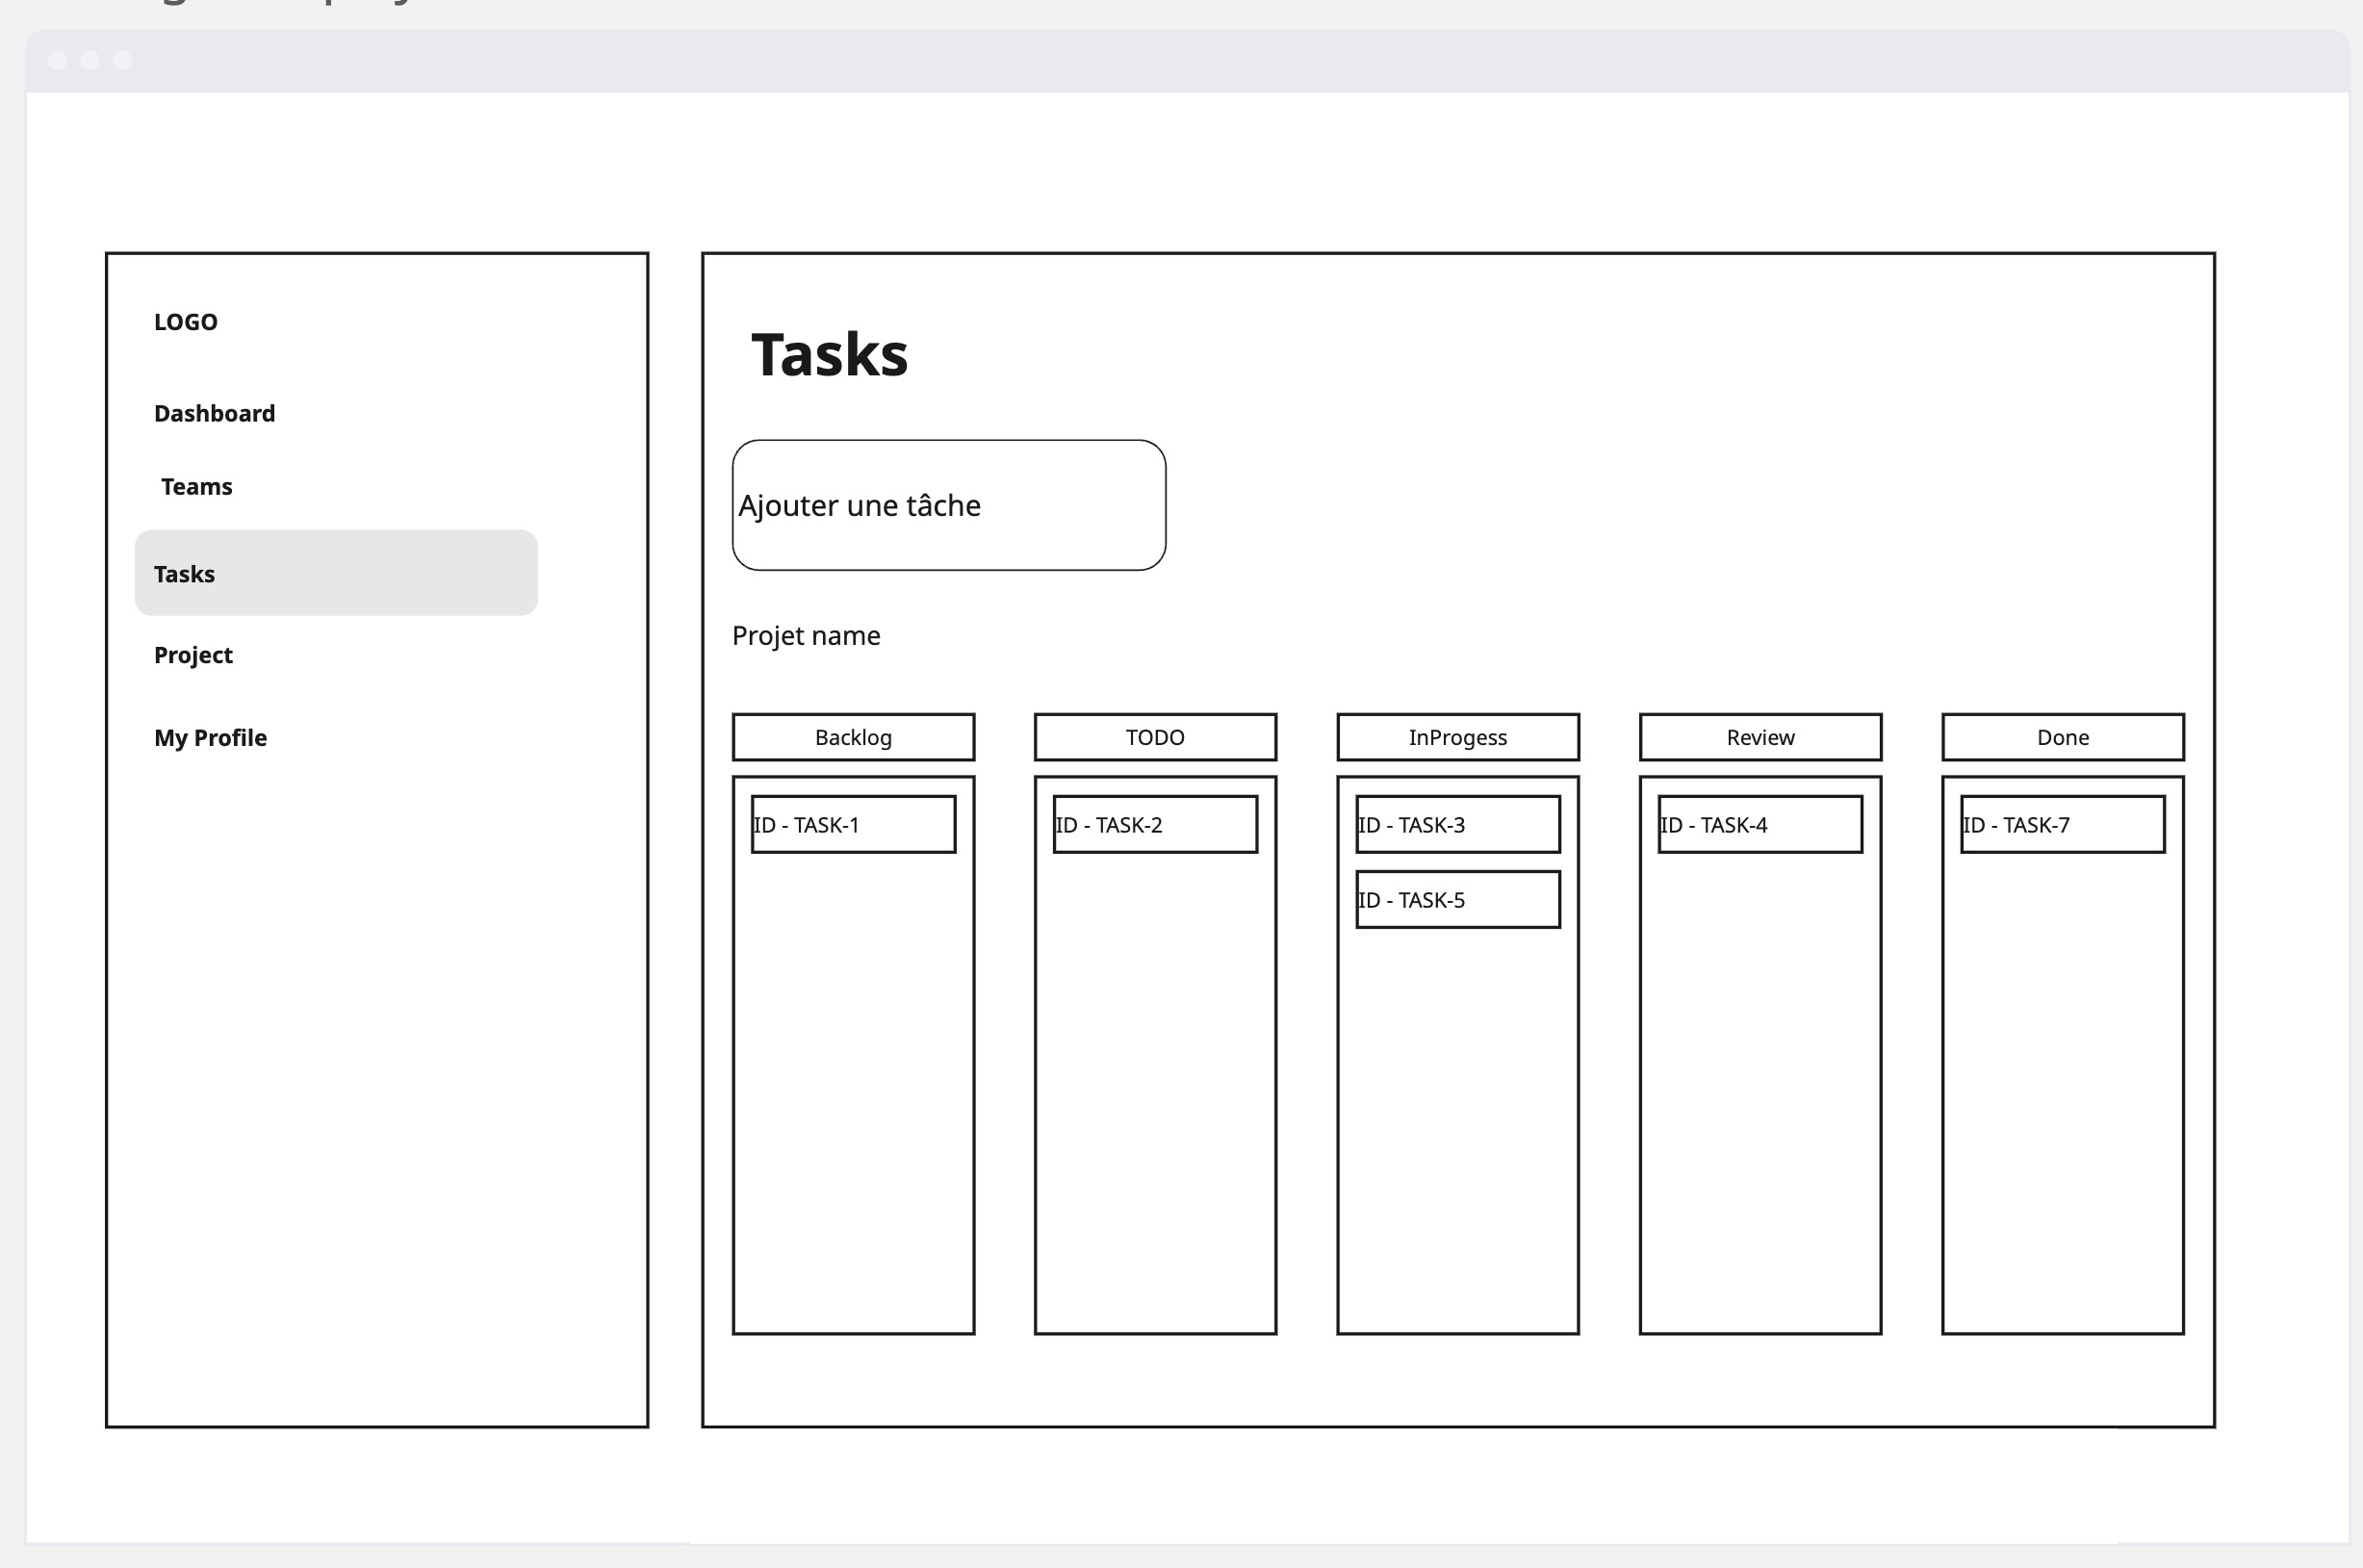 LOGO
Dashboard
Teams
Tasks
Project
My Profile
Tasks
Ajouter une tâche
Projet name
Backlog
TODO
InProgess
Review
Done
ID - TASK-1
ID - TASK-2
ID - TASK-3
ID - TASK-4
ID - TASK-7
ID - TASK-5